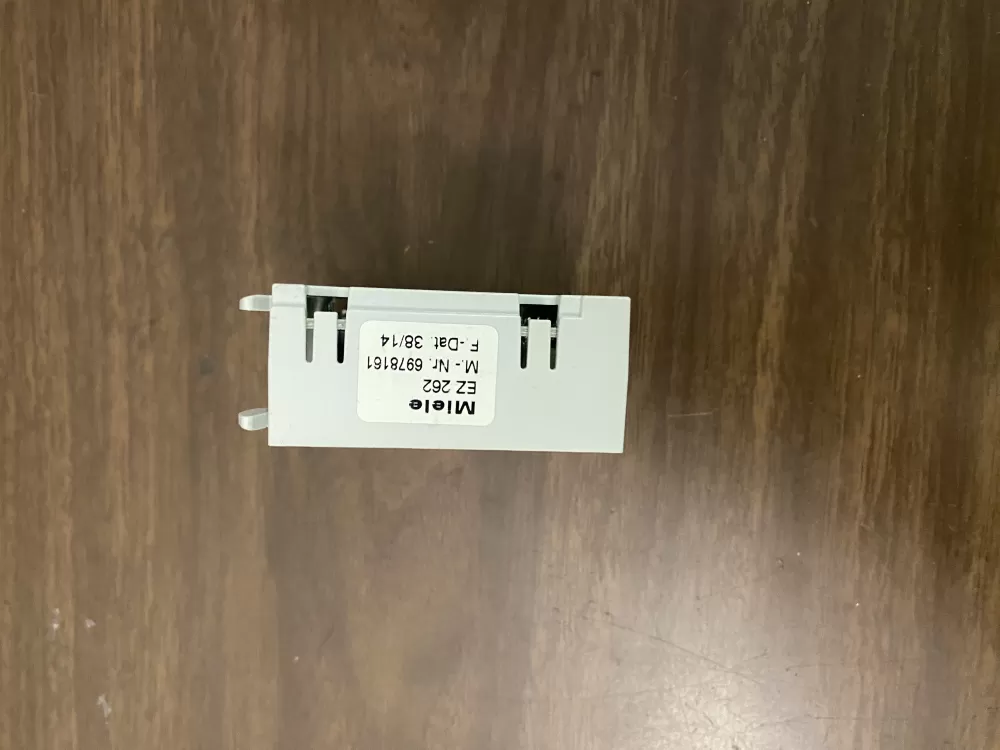 Miele
EZ 262
M.- Nr. 6978161
F.-Dat. 38/14